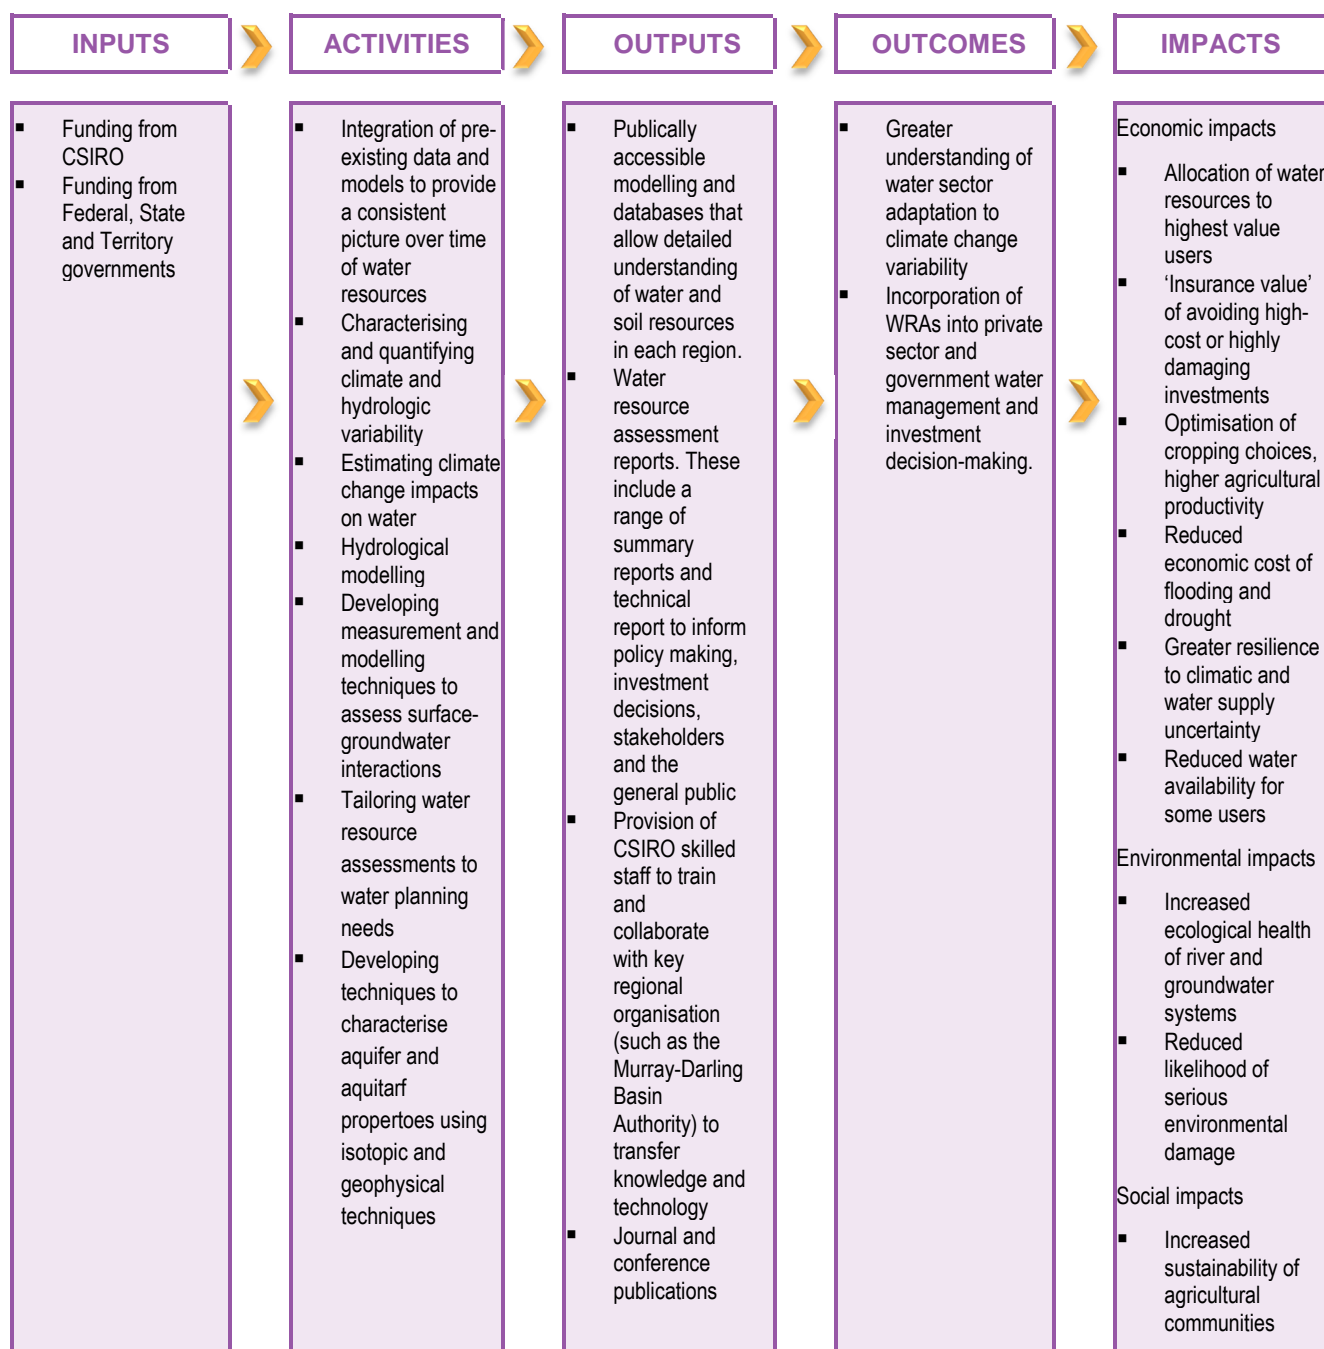 INPUTS
ACTIVITIES
OUTPUTS
OUTCOMES
IMPACTS
▪ Funding from
CSIRO
▪ Funding from
Federal, State
and Territory
governments
▪ Integration of pre-
existing data and
models to provide
a consistent
picture over time
of water
resources
▪ Characterising
and quantifying
climate and
hydrologic
variability
▪ Estimating climate
change impacts
on water
▪ Hydrological
modelling
▪ Developing
measurement and
modelling
techniques to
assess surface-
groundwater
interactions
▪ Tailoring water
resource
assessments to
water planning
needs
▪ Developing
techniques to
characterise
aquifer and
aquitarf
propertoes using
isotopic and
geophysical
techniques
▪ Publically
accessible
modelling and
databases that
allow detailed
understanding
of water and
soil resources
in each region.
▪ Water
resource
assessment
reports. These
include a
range of
summary
reports and
technical
report to inform
policy making,
investment
decisions,
stakeholders
and the
general public
▪ Provision of
CSIRO skilled
staff to train
and
collaborate
with key
regional
organisation
(such as the
Murray-Darling
Basin
Authority) to
transfer
knowledge and
technology
▪ Journal and
conference
publications
▪ Greater
understanding of
water sector
adaptation to
climate change
variability
▪ Incorporation of
WRAs into private
sector and
government water
management and
investment
decision-making.
Economic impacts
▪ Allocation of water
resources to
highest value
users
▪ ‘Insurance value’
of avoiding high-
cost or highly
damaging
investments
▪ Optimisation of
cropping choices,
higher agricultural
productivity
▪ Reduced
economic cost of
flooding and
drought
▪ Greater resilience
to climatic and
water supply
uncertainty
▪ Reduced water
availability for
some users
Environmental impacts
▪ Increased
ecological health
of river and
groundwater
systems
▪ Reduced
likelihood of
serious
environmental
damage
Social impacts
▪ Increased
sustainability of
agricultural
communities